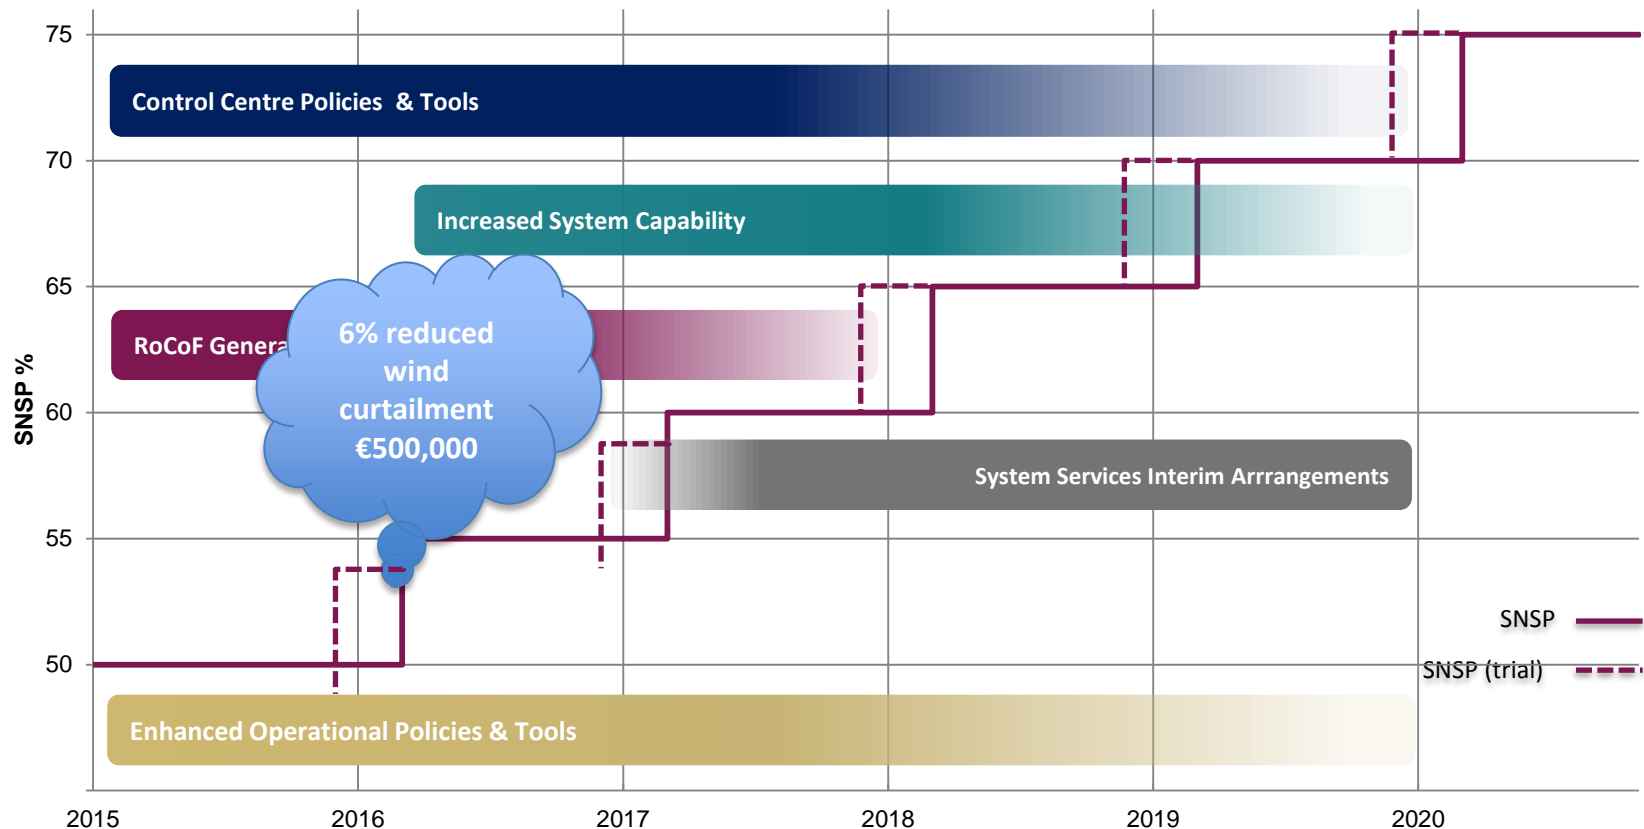 75
Control Centre Policies & Tools
70
Increased System Capability
65
RoCoF
6% reduced
wind
curtailment
€500,000
SNSP %
60
System Services Interim Arrrangements
55
SNSP
50
SNSP (trial)
Enhanced Operational Policies & Tools
2015 2016 2017 2018 2019 2020